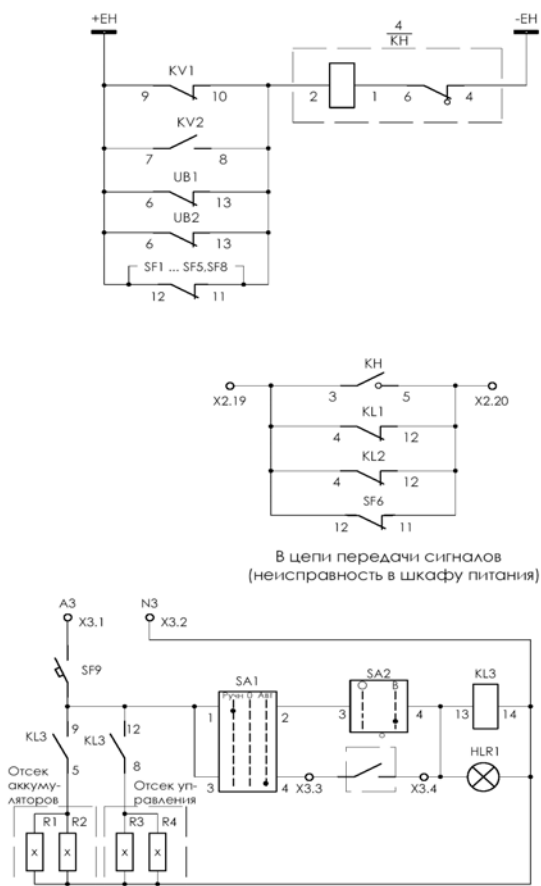 +EH -EH
4
KH
KV1
9 10 2 1 6 4
KV2
7 8
UB1
6 13
UB2
6 13
SF1 ... SF5,SF8
12 11
KH
X2.19 3 5 X2.20
KL1
4 12
KL2
4 12
SF6
12 11
В цепи передачи сигналов
(неисправность в шкафу питания)
A3 N3
X3.1 X3.2
SF9
SA1 SA2 KL3
Ручн 0 Авт О В
1 2 3 4 13 14
KL3 9 KL3 12 HLR1
5 8 3 4 X3.3 X3.4
Отсек
аккуму-
ляторов
Отсек уп-
равления
R1 R2 R3 R4
x x x x